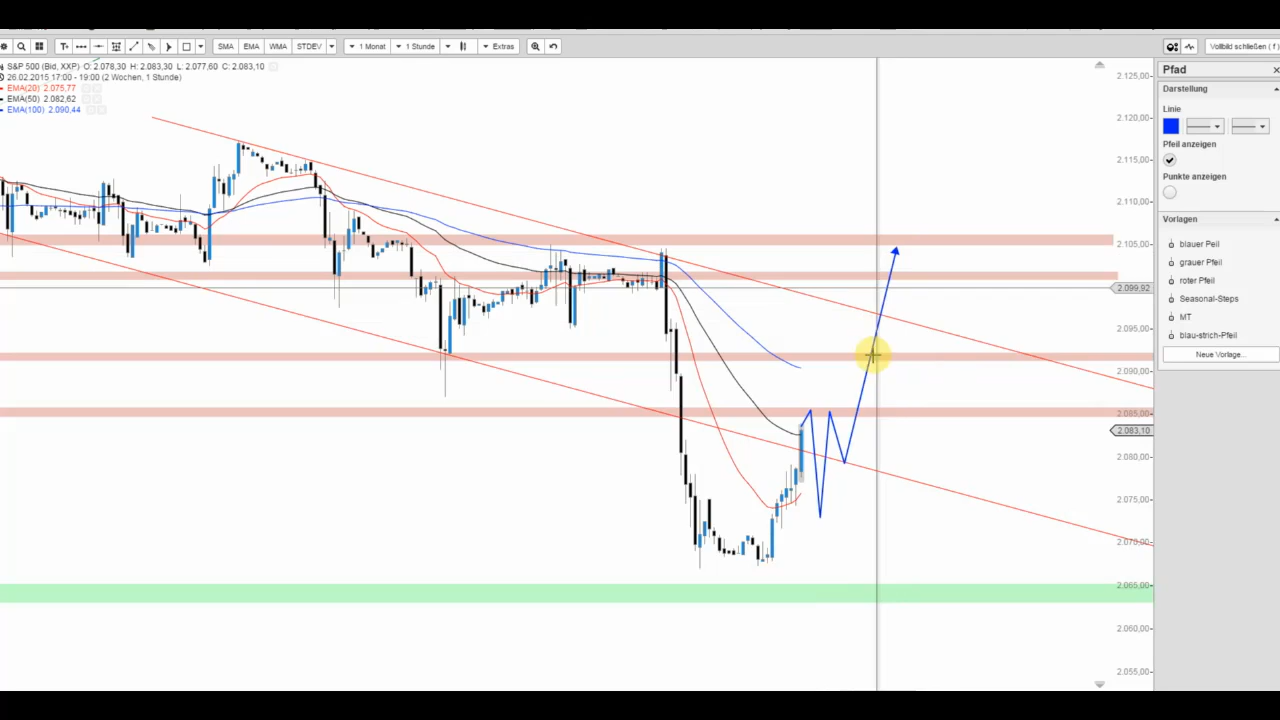 T
SMA EMA WMA STDEV 1 Monat 1 Stunde Extras Vollbild schließen ( f )
S&P 500 (Bid, XXP) O: 2.078,30 H: 2.083,30 L: 2.077,60 C: 2.083,10
26.02.2015 17:00 - 19:00 (2 Wochen, 1 Stunde)
EMA(20) 2.075,77
EMA(50) 2.082,62
EMA(100) 2.090,44
2.125,00
2.120,00
2.115,00
2.110,00
2.105,00
2.099,92
2.095,00
2.090,00
2.085,00
2.083,10
2.080,00
2.075,00
2.070,00
2.065,00
2.060,00
2.055,00
Pfad
Darstellung
Linie
Pfeil anzeigen
Punkte anzeigen
Vorlagen
blauer Peil
grauer Pfeil
roter Pfeil
Seasonal-Steps
MT
blau-strich-Pfeil
Neue Vorlage...